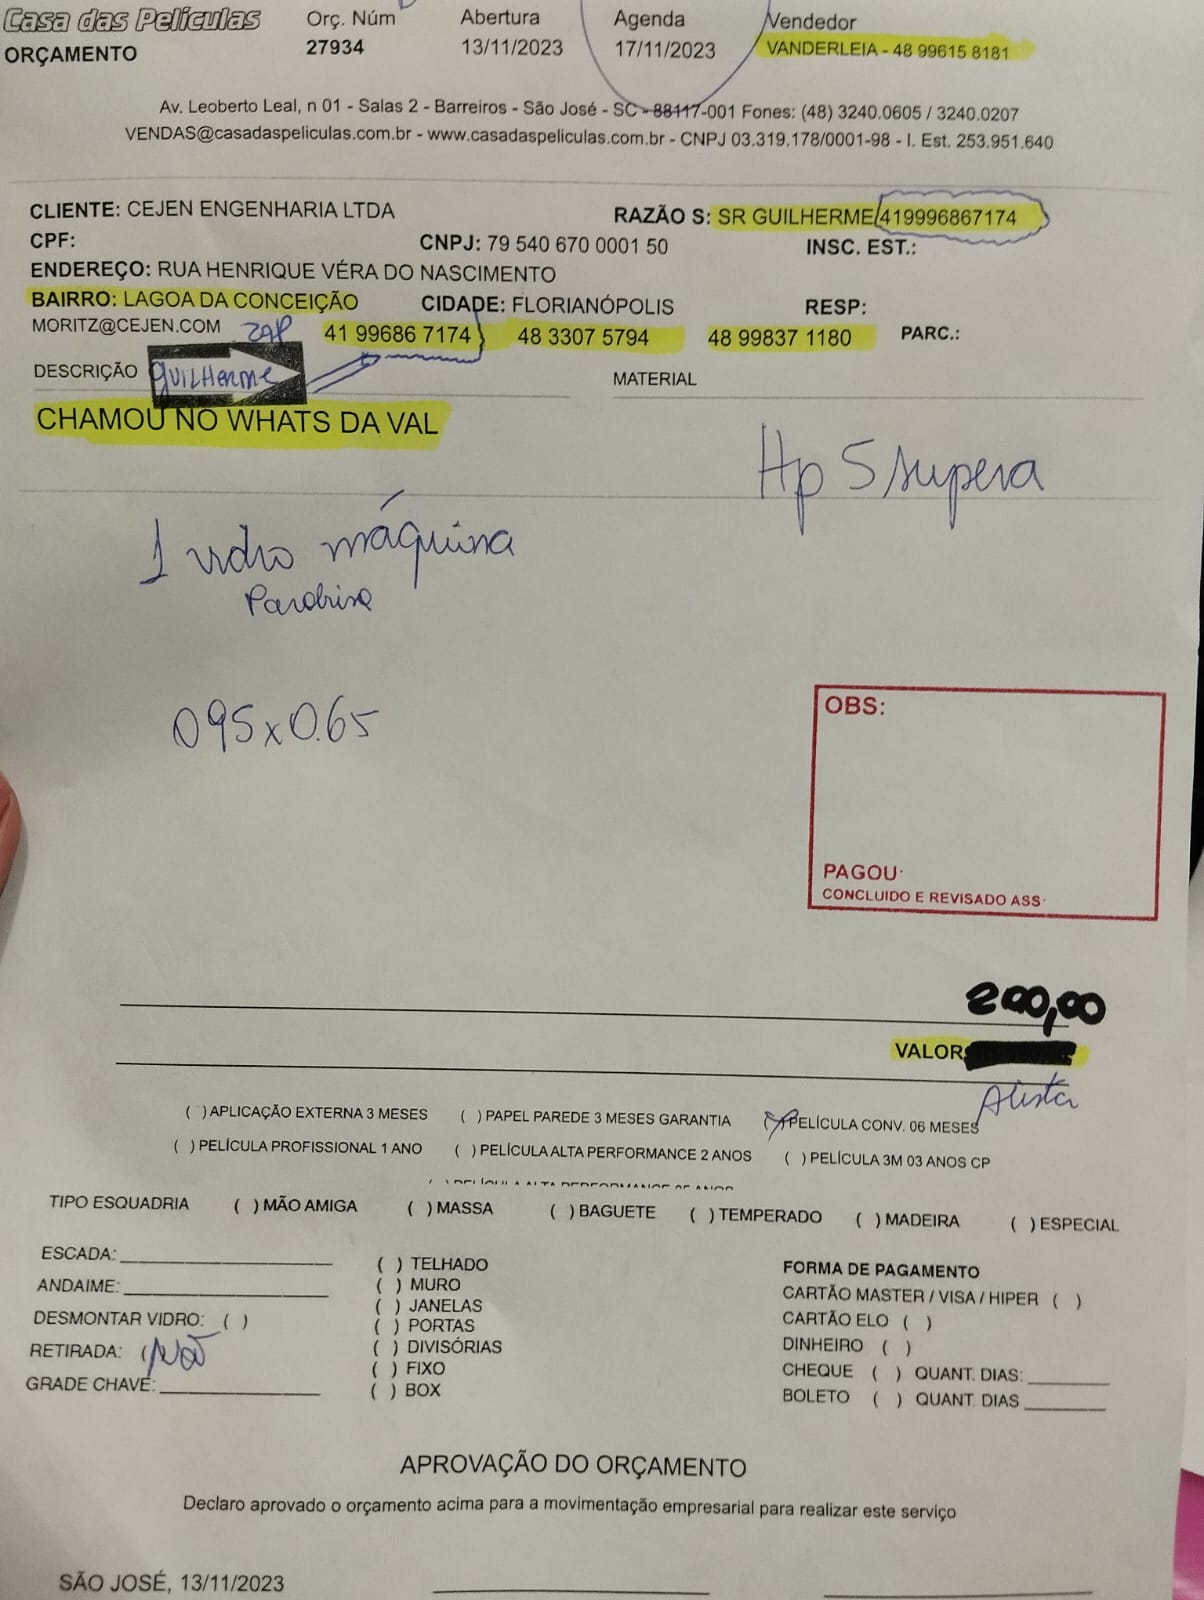 Casa das Películas Orç. Núm Abertura Agenda Vendedor
ORÇAMENTO 27934 13/11/2023 17/11/2023 VANDERLEIA - 48 99615 8181
Av. Leoberto Leal, n 01 - Salas 2 - Barreiros - São José - SC - 88117-001 Fones: (48) 3240.0605 / 3240.0207
VENDAS@casadaspeliculas.com.br - www.casadaspeliculas.com.br - CNPJ 03.319.178/0001-98 - I. Est. 253.951.640
CLIENTE: CEJEN ENGENHARIA LTDA RAZÃO S: SR GUILHERME 419996867174
CPF: CNPJ: 79 540 670 0001 50 INSC. EST.:
ENDEREÇO: RUA HENRIQUE VÉRA DO NASCIMENTO
BAIRRO: LAGOA DA CONCEIÇÃO CIDADE: FLORIANÓPOLIS RESP:
MORITZ@CEJEN.COM ZAP 41 99686 7174 48 3307 5794 48 99837 1180 PARC.:
DESCRIÇÃO GUILHERME MATERIAL
CHAMOU NO WHATS DA VAL
Hp 5 supera
1 vidro máquina
Parabrisa
095x0.65
OBS:
PAGOU:
CONCLUIDO E REVISADO ASS:
200,00
VALOR
Avista
( ) APLICAÇÃO EXTERNA 3 MESES ( ) PAPEL PAREDE 3 MESES GARANTIA (X) PELÍCULA CONV. 06 MESES
( ) PELÍCULA PROFISSIONAL 1 ANO ( ) PELÍCULA ALTA PERFORMANCE 2 ANOS ( ) PELÍCULA 3M 03 ANOS CP
TIPO ESQUADRIA ( ) MÃO AMIGA ( ) MASSA ( ) BAGUETE ( ) TEMPERADO ( ) MADEIRA ( ) ESPECIAL
ESCADA: ( ) TELHADO FORMA DE PAGAMENTO
ANDAIME: ( ) MURO CARTÃO MASTER / VISA / HIPER ( )
( ) JANELAS
DESMONTAR VIDRO: ( ) ( ) PORTAS CARTÃO ELO ( )
RETIRADA: ( NÃO ( ) DIVISÓRIAS DINHEIRO ( )
( ) FIXO CHEQUE ( ) QUANT. DIAS:
GRADE CHAVE: ( ) BOX BOLETO ( ) QUANT. DIAS
APROVAÇÃO DO ORÇAMENTO
Declaro aprovado o orçamento acima para a movimentação empresarial para realizar este serviço
SÃO JOSÉ, 13/11/2023